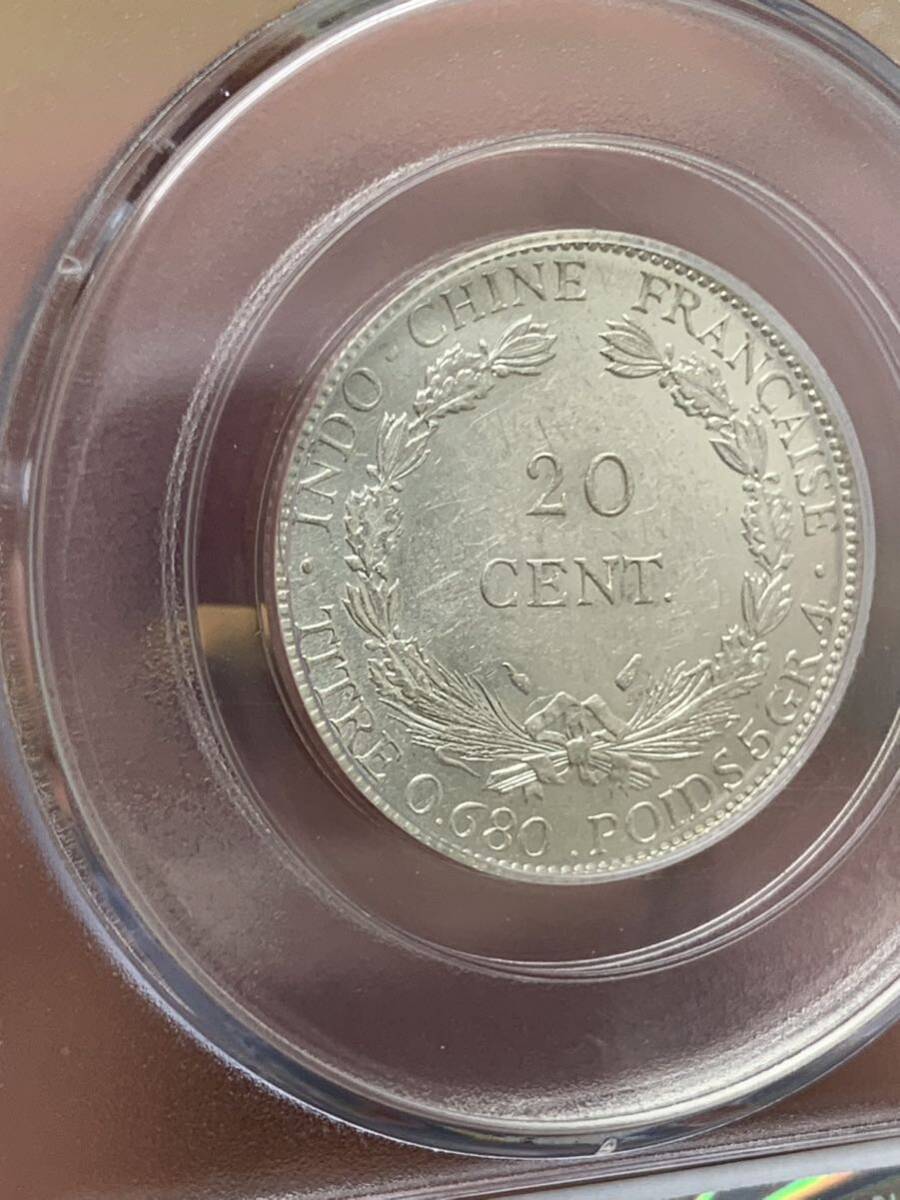 INDO-CHINE FRANÇAISE
20
CENT.
· TITRE 0.680 . POIDS 5 GR. 4 ·